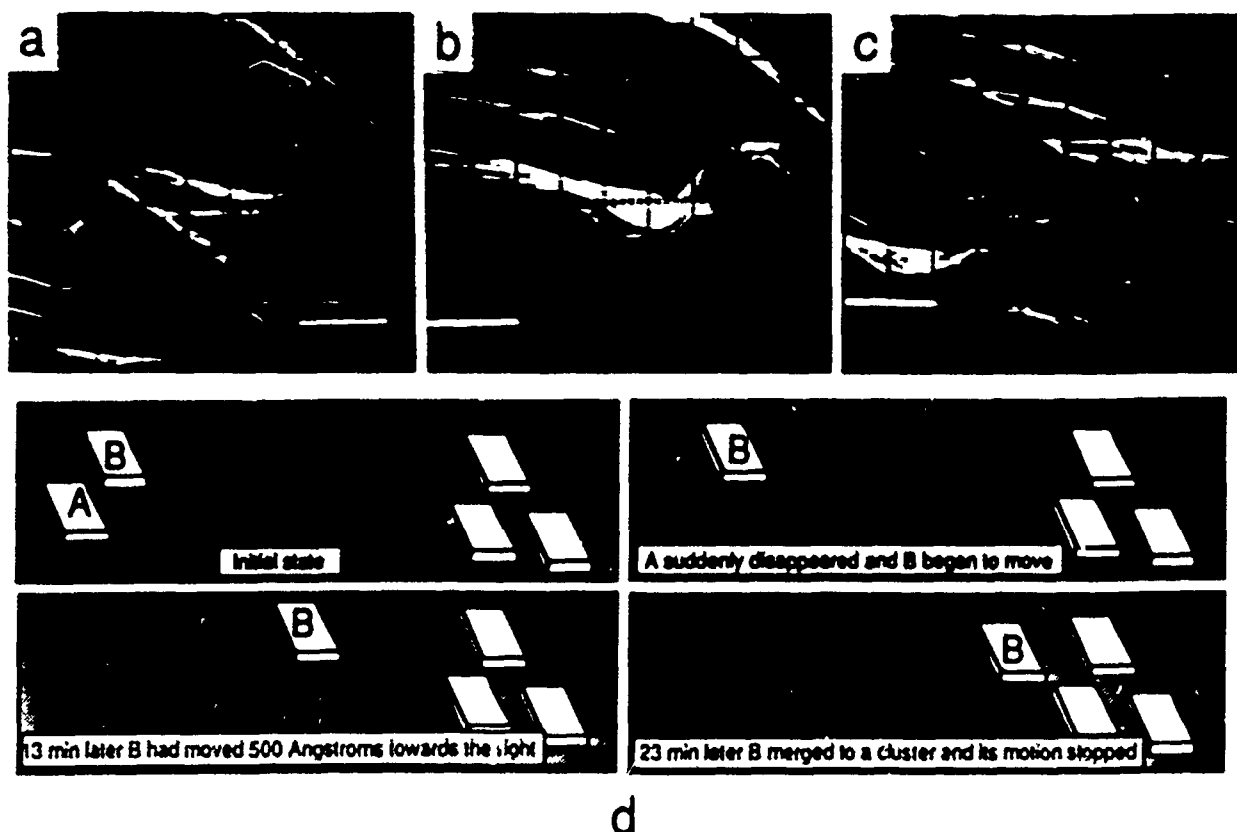 a
b
c
B
A
Initial state
B
A suddenly disappeared and B began to move
B
13 min later B had moved 500 Angstroms towards the right
B
23 min later B merged to a cluster and its motion stopped
d